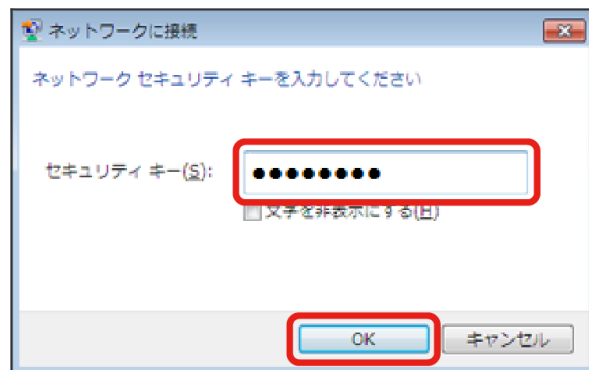 ネットワークに接続
ネットワーク セキュリティ キーを入力してください
セキュリティ キー(S): ●●●●●●●●
文字を非表示にする(H)
OK キャンセル